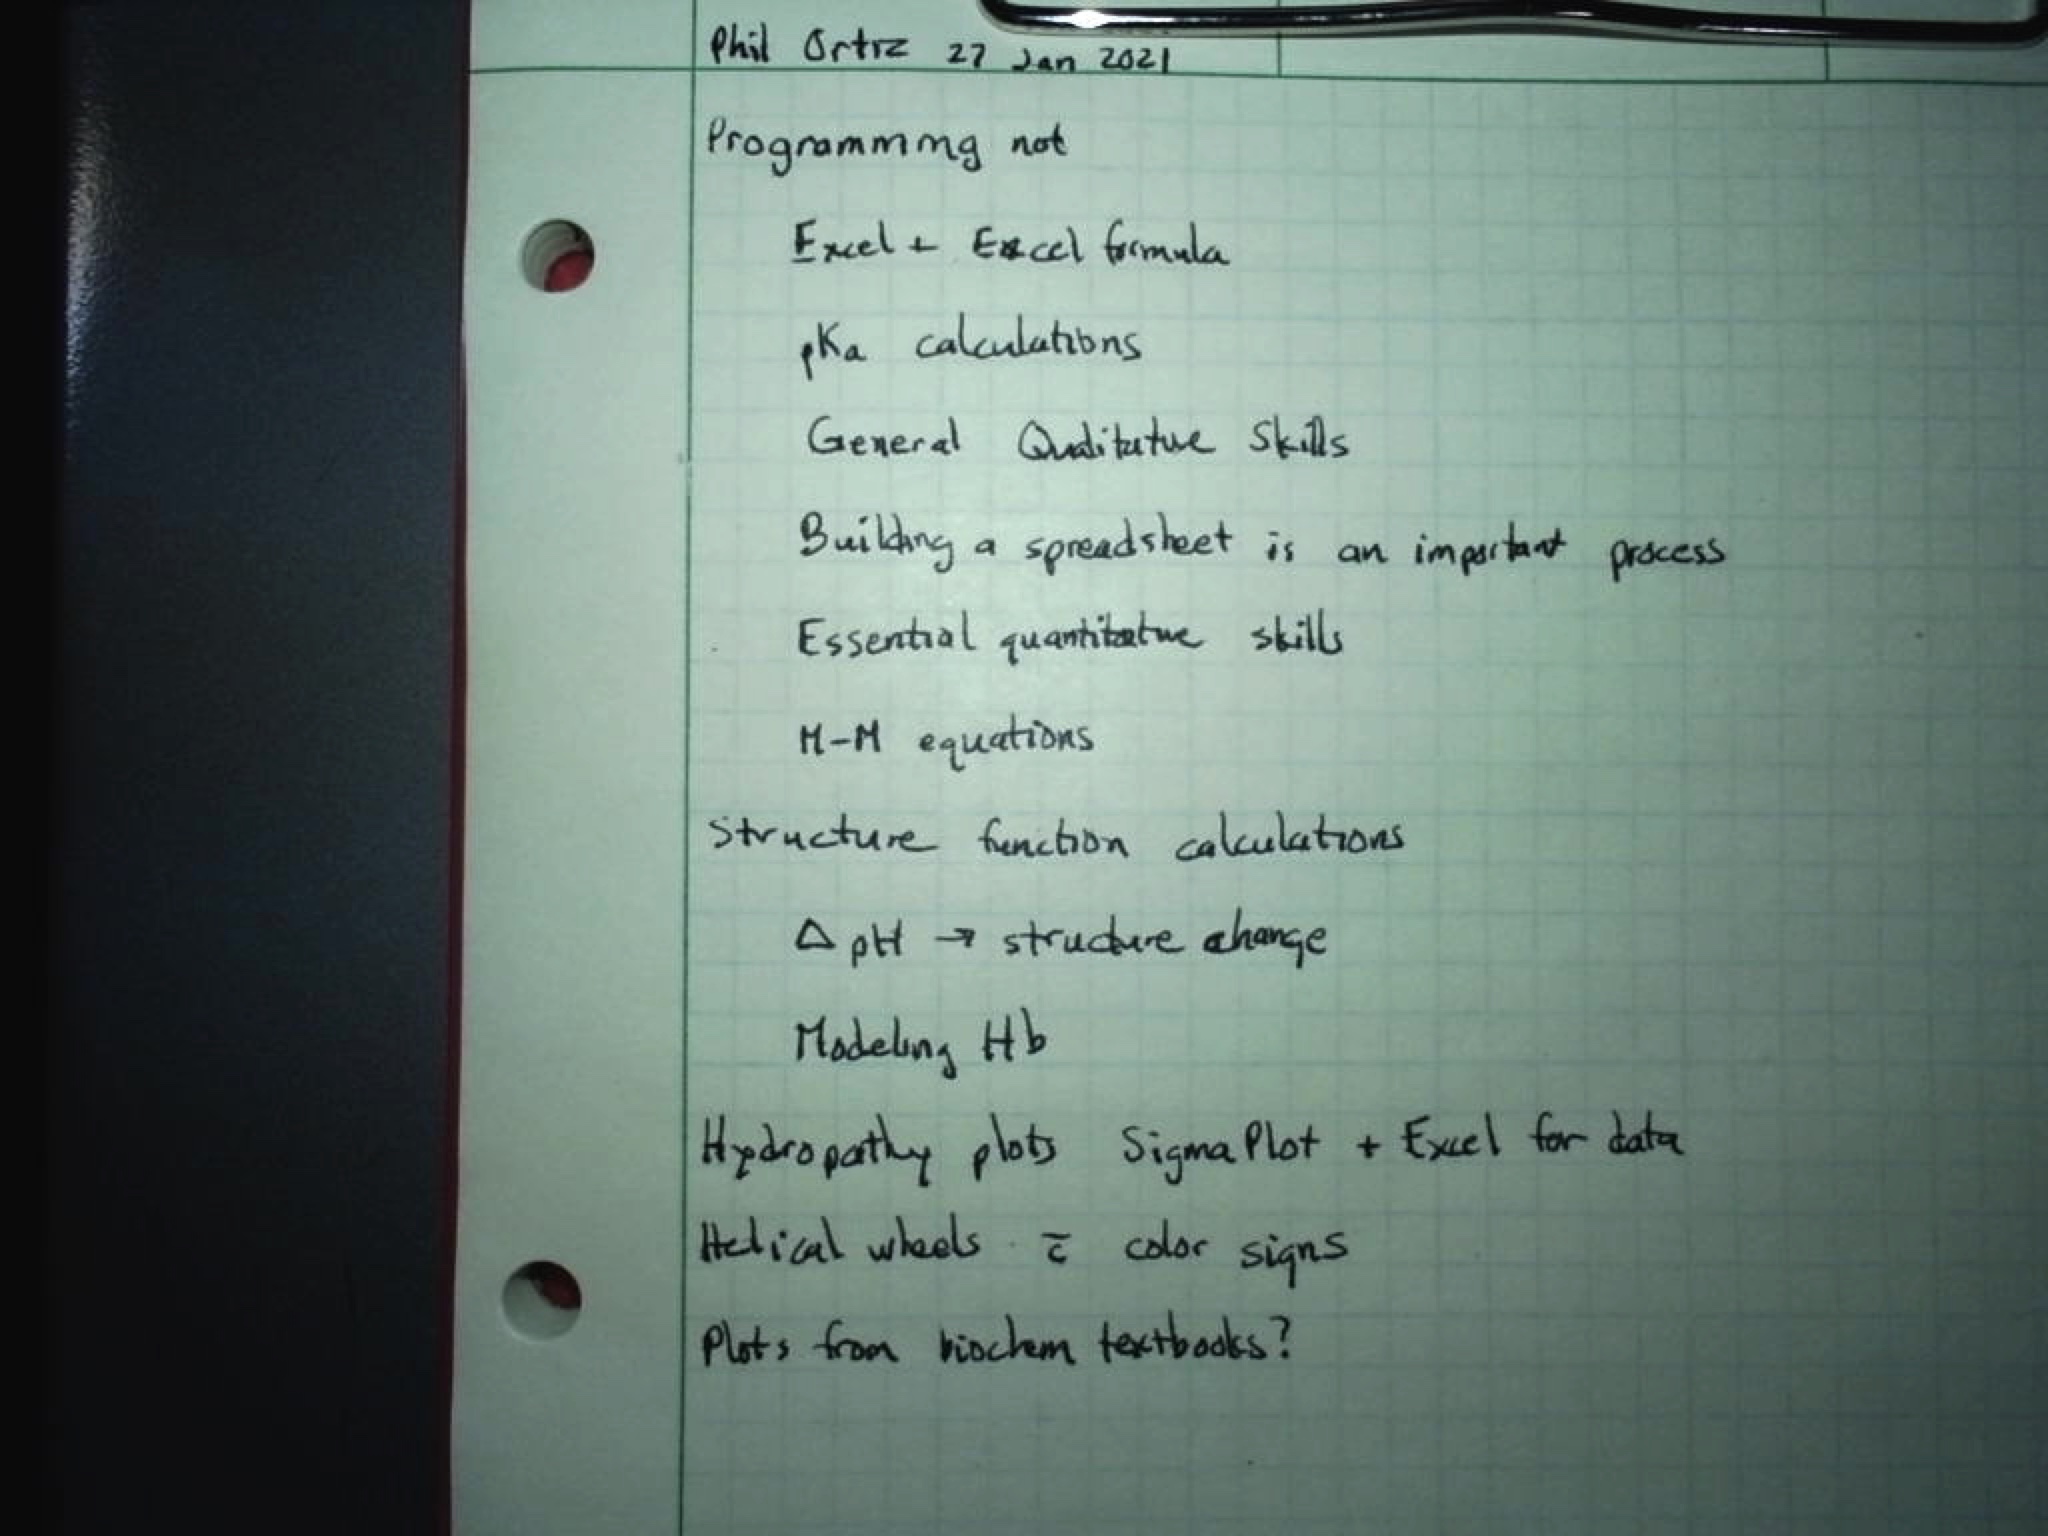 Phil Ortiz 27 Jan 2021
Programming not
Excel + Excel formula
pKa calculations
General Qualitative Skills
Building a spreadsheet is an important process
Essential quantitative skills
M-M equations
Structure function calculations
Δ pH → structure change
Modeling Hb
Hydropathy plots SigmaPlot + Excel for data
Helical wheels c̄ color signs
Plots from biochem textbooks?